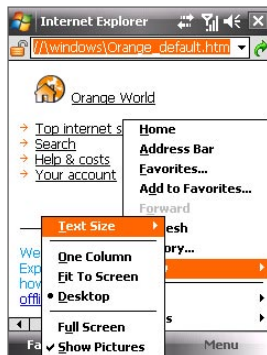 Internet Explorer
//\windows\Orange_default.htm
Orange World
Top internet s
Search
Help & costs
Your account
Home
Address Bar
Favorites...
Add to Favorites...
Forward
esh
ory...
Text Size
One Column
Fit To Screen
Desktop
Full Screen
Show Pictures
We
Exp
how
offli
s
Fa
Menu